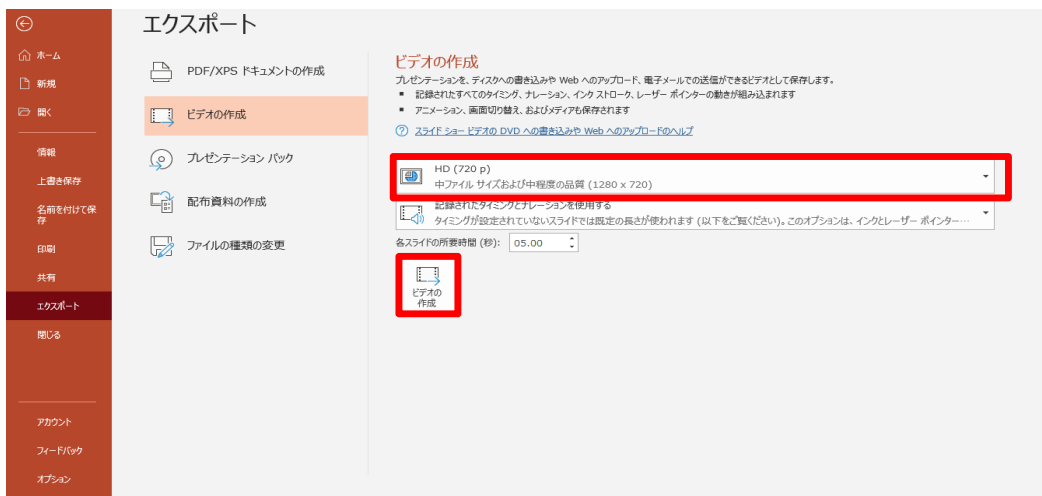 エクスポート
ホーム
新規
開く
情報
上書き保存
名前を付けて保
存
印刷
共有
エクスポート
閉じる
アカウント
フィードバック
オプション
PDF/XPS ドキュメントの作成
ビデオの作成
プレゼンテーション パック
配布資料の作成
ファイルの種類の変更
ビデオの作成
プレゼンテーションを、ディスクへの書き込みや Web へのアップロード、電子メールでの送信ができるビデオとして保存します。
■ 記録されたすべてのタイミング、ナレーション、インク ストローク、レーザー ポインターの動きが組み込まれます
■ アニメーション、画面切り替え、およびメディアも保存されます
? スライド ショー ビデオの DVD への書き込みや Web へのアップロードのヘルプ
HD (720 p)
中ファイル サイズおよび中程度の品質 (1280 x 720)
記録されたタイミングとナレーションを使用する
タイミングが設定されていないスライドでは既定の長さが使われます (以下をご覧ください)。このオプションは、インクとレーザー ポインター…
各スライドの所要時間 (秒): 05.00
ビデオの
作成